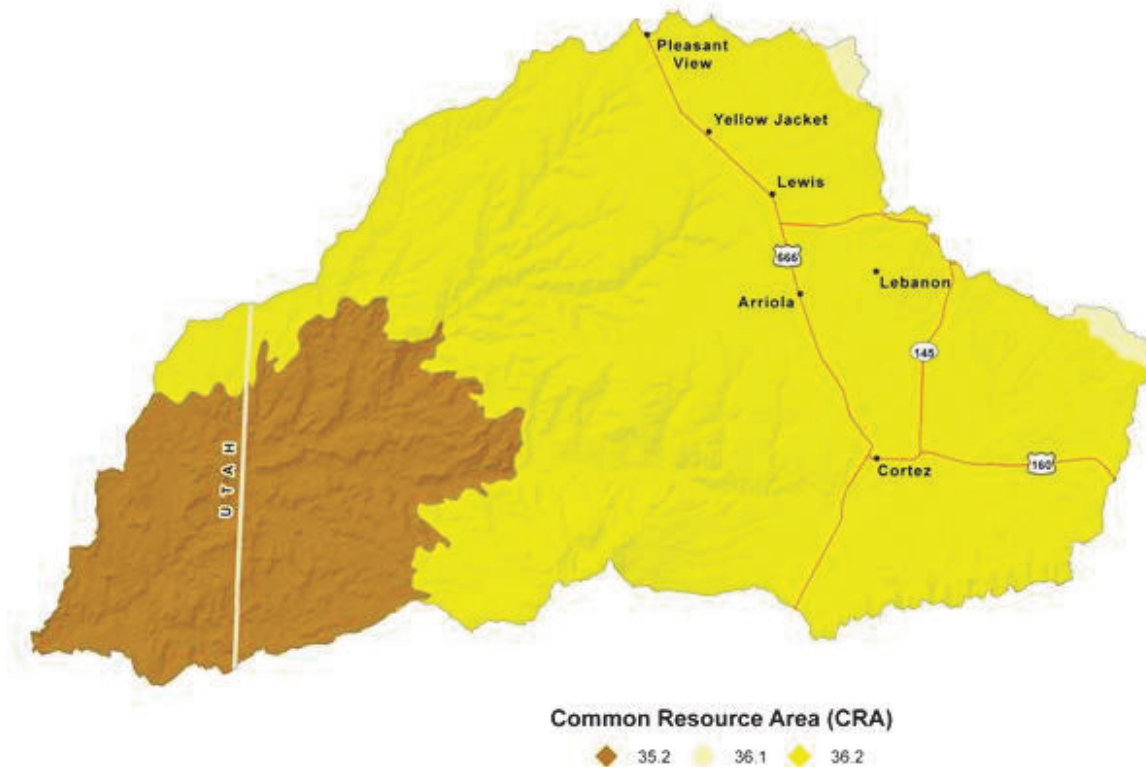 Pleasant
View
Yellow Jacket
Lewis
666
Lebanon
Arriola
145
UTAH
Cortez
160
Common Resource Area (CRA)
35.2 36.1 36.2